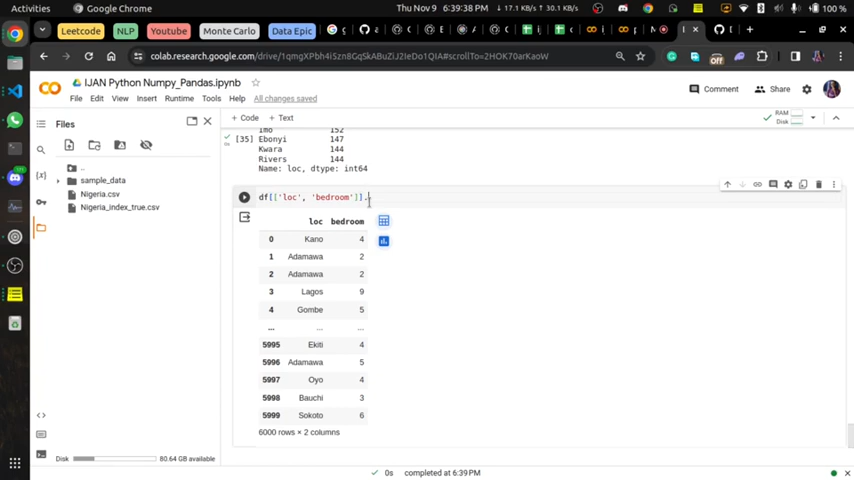 Activities
Google Chrome
Thu Nov 9 6:39:38 PM
17.1 KB/s
30.1 KB/s
100 %
Leetcode
NLP
Youtube
Monte Carlo
Data Epic
colab.research.google.com/drive/1qmgXPbh4iSzn8GqSkABuZiJ2IeDo1QIA#scrollTo=2HOK70arKaoW
Off
IJAN Python Numpy_Pandas.ipynb
File Edit View Insert Runtime Tools Help All changes saved
Comment
Share
Files
+ Code + Text
RAM
Disk
..
sample_data
Nigeria.csv
Nigeria_index_true.csv
Imo 152
[35] Ebonyi 147
0s
Kwara 144
Rivers 144
Name: loc, dtype: int64
df[['loc', 'bedroom']].
loc bedroom
0 Kano 4
1 Adamawa 2
2 Adamawa 2
3 Lagos 9
4 Gombe 5
... ... ...
5995 Ekiti 4
5996 Adamawa 5
5997 Oyo 4
5998 Bauchi 3
5999 Sokoto 6
6000 rows × 2 columns
Disk 80.64 GB available
0s completed at 6:39 PM